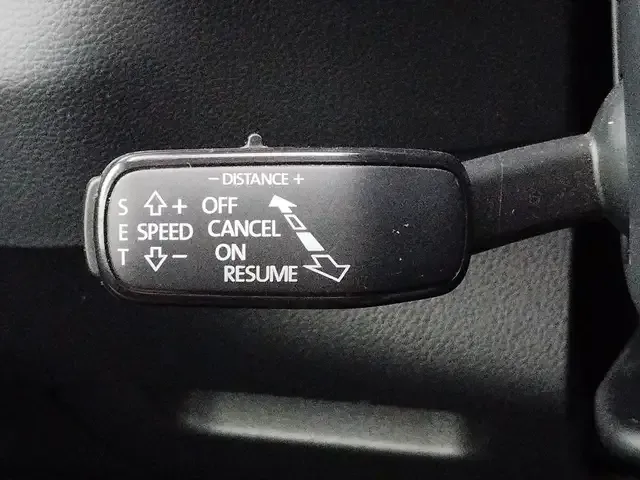 − DISTANCE +
S + OFF
E SPEED CANCEL
T − ON
RESUME